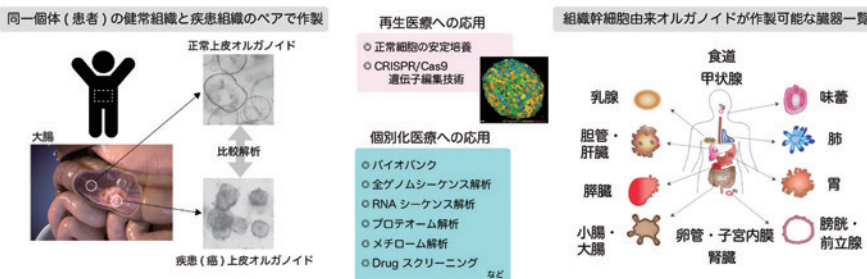 同一個体(患者)の健常組織と疾患組織のペアで作製
正常上皮オルガノイド
大腸
比較解析
疾患(癌)上皮オルガノイド
再生医療への応用
◎ 正常細胞の安定培養
◎ CRISPR/Cas9
遺伝子編集技術
個別化医療への応用
◎ バイオバンク
◎ 全ゲノムシーケンス解析
◎ RNA シーケンス解析
◎ プロテオーム解析
◎ メチローム解析
◎ Drug スクリーニング
など
組織幹細胞由来オルガノイドが作製可能な臓器一覧
食道
甲状腺
乳腺
味蕾
胆管・
肝臓
肺
膵臓
胃
小腸・
大腸
卵管・子宮内膜
腎臓
膀胱・
前立腺